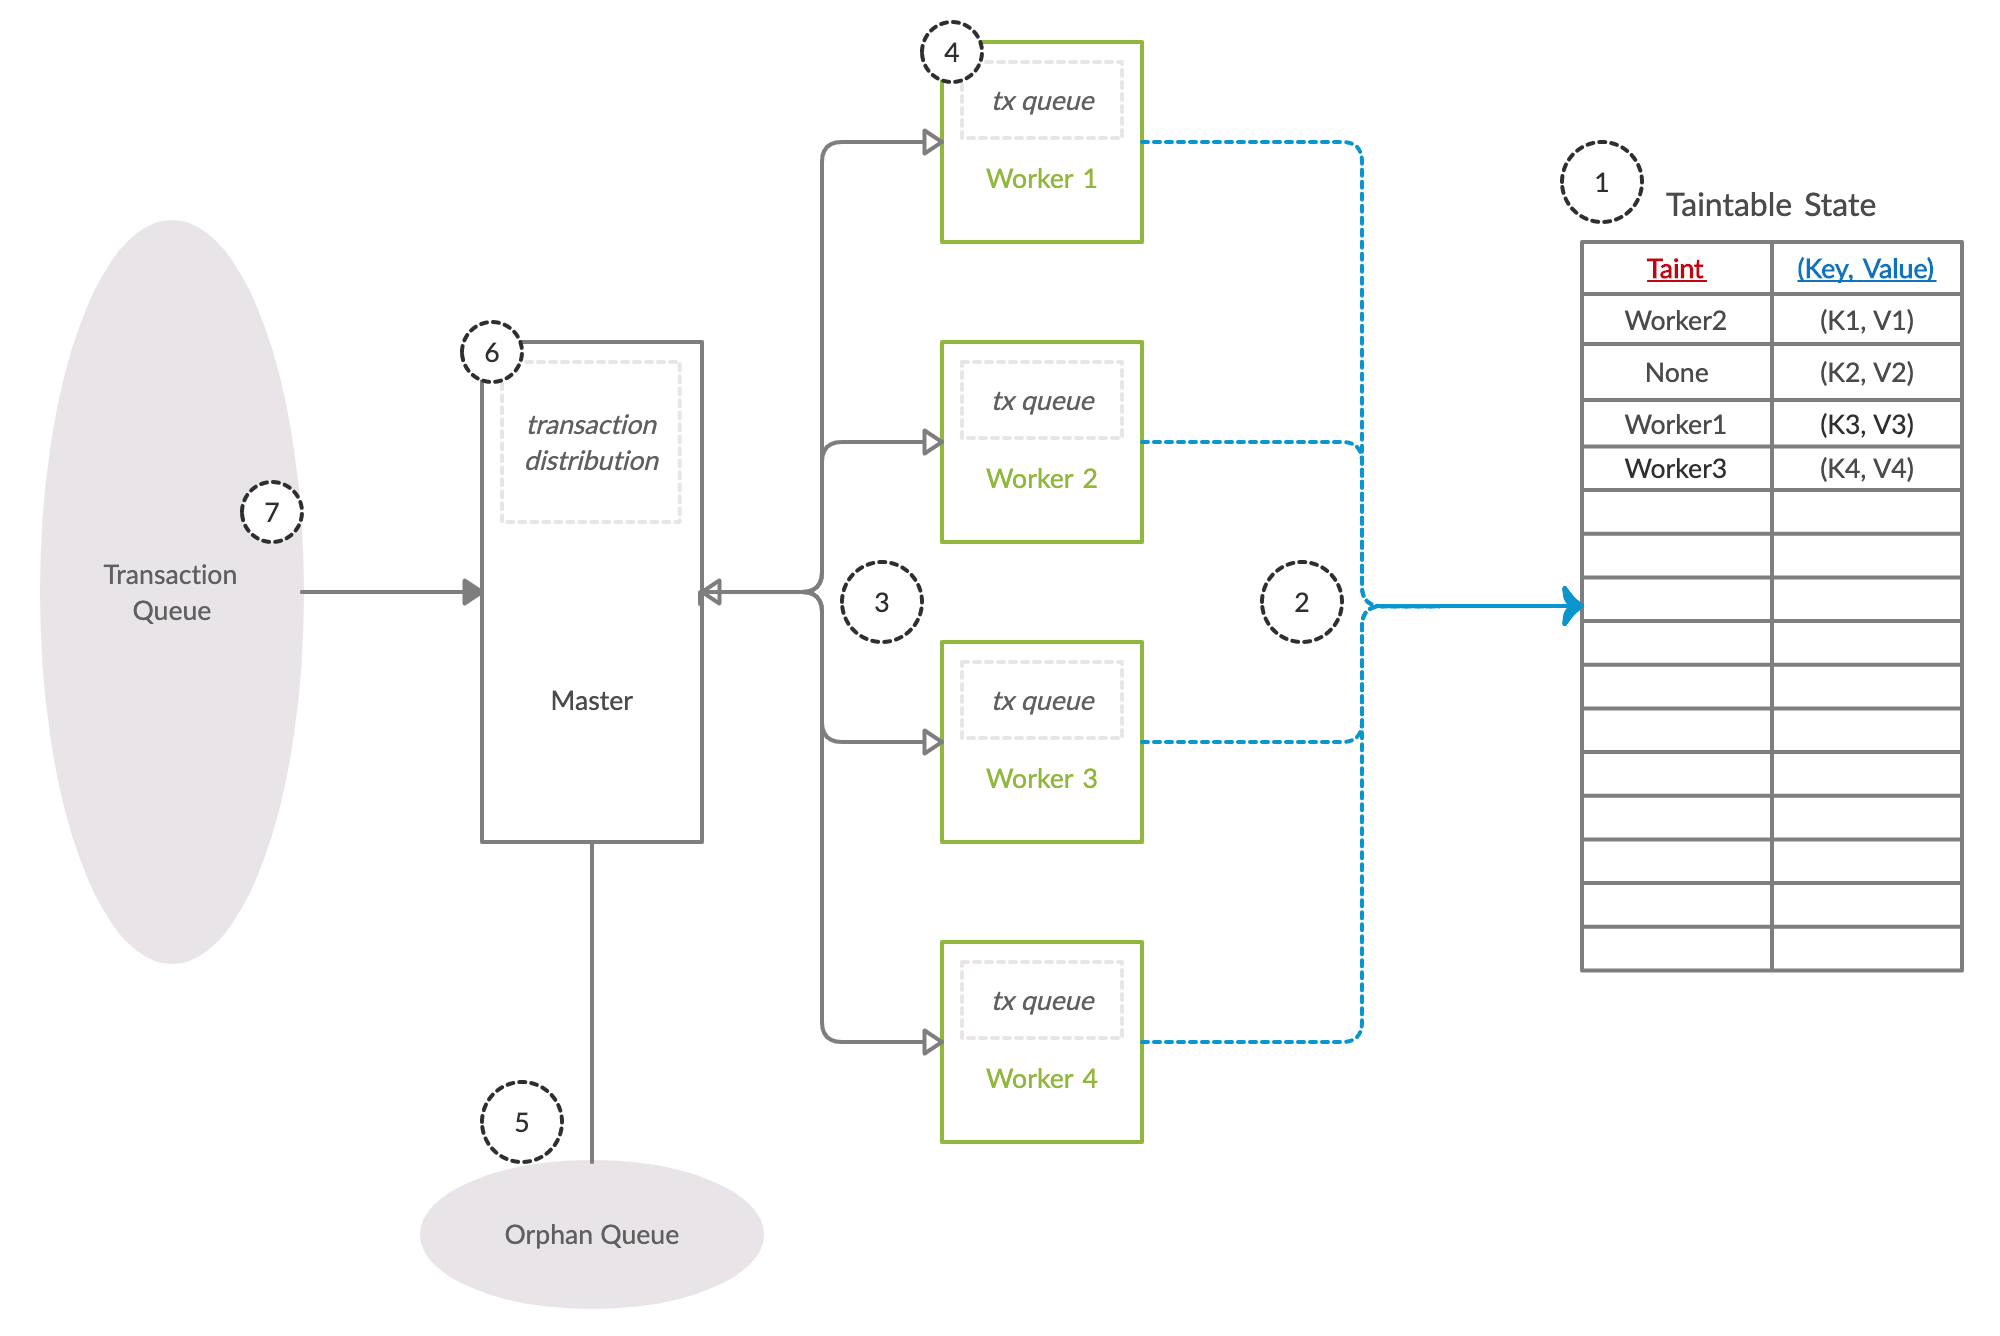 4
tx queue
Worker 1
1
Taintable State
Taint
(Key, Value)
Worker2
(K1, V1)
None
(K2, V2)
Worker1
(K3, V3)
Worker3
(K4, V4)
6
transaction
distribution
Master
7
Transaction
Queue
tx queue
Worker 2
3
2
tx queue
Worker 3
tx queue
Worker 4
5
Orphan Queue